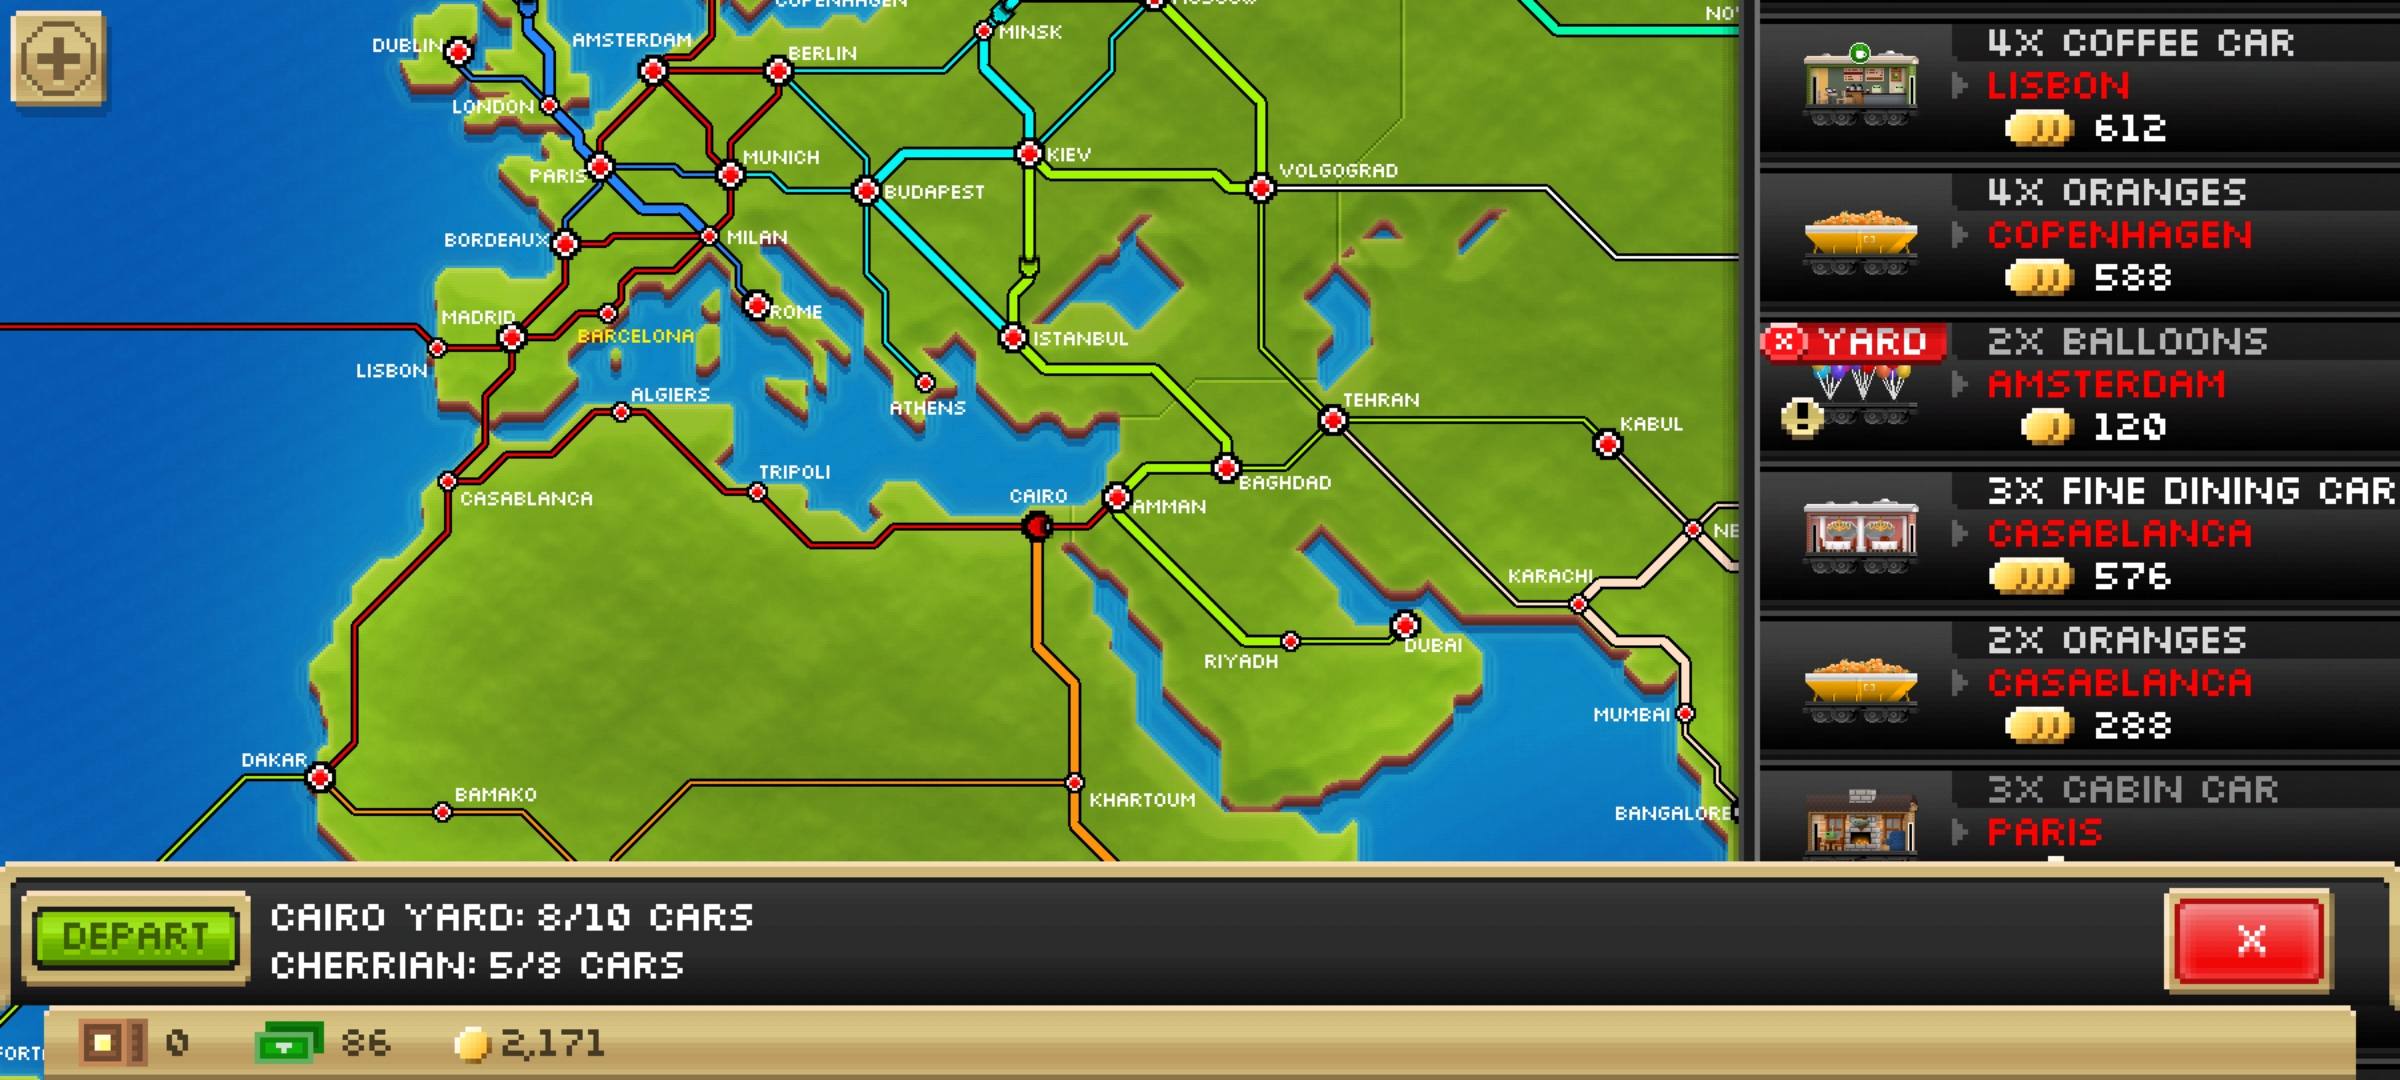 COPENHAGEN
DUBLIN
AMSTERDAM
BERLIN
MINSK
LONDON
PARIS
MUNICH
BUDAPEST
KIEV
VOLGOGRAD
BORDEAUX
MILAN
MADRID
BARCELONA
ROME
ISTANBUL
LISBON
ALGIERS
ATHENS
TEHRAN
KABUL
CASABLANCA
TRIPOLI
CAIRO
AMMAN
BAGHDAD
NE
KARACHI
RIYADH
DUBAI
MUMBAI
DAKAR
BAMAKO
KHARTOUM
BANGALORE
4X COFFEE CAR
LISBON
612
4X ORANGES
COPENHAGEN
588
X YARD
2X BALLOONS
AMSTERDAM
!
120
3X FINE DINING CAR
CASABLANCA
576
2X ORANGES
CASABLANCA
288
3X CABIN CAR
PARIS
DEPART
CAIRO YARD: 8/10 CARS
CHERRIAN: 5/8 CARS
X
0
86
2,171